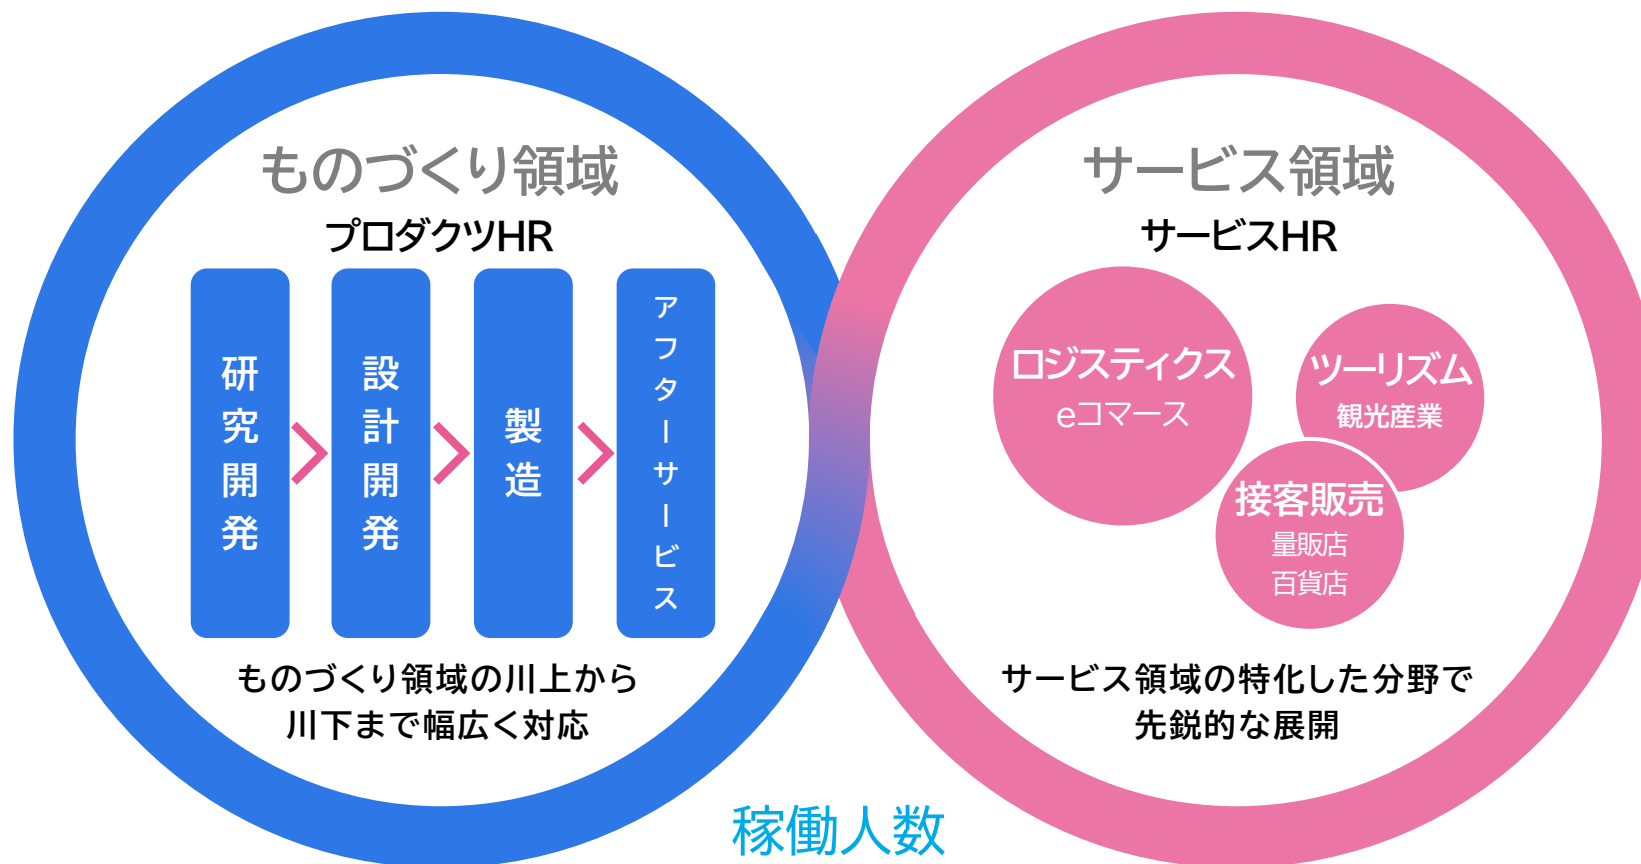 ものづくり領域
プロダクツHR
研究開発
設計開発
製造
アフターサービス
ものづくり領域の川上から
川下まで幅広く対応
サービス領域
サービスHR
ロジスティクス
eコマース
ツーリズム
観光産業
接客販売
量販店
百貨店
サービス領域の特化した分野で
先鋭的な展開
稼働人数